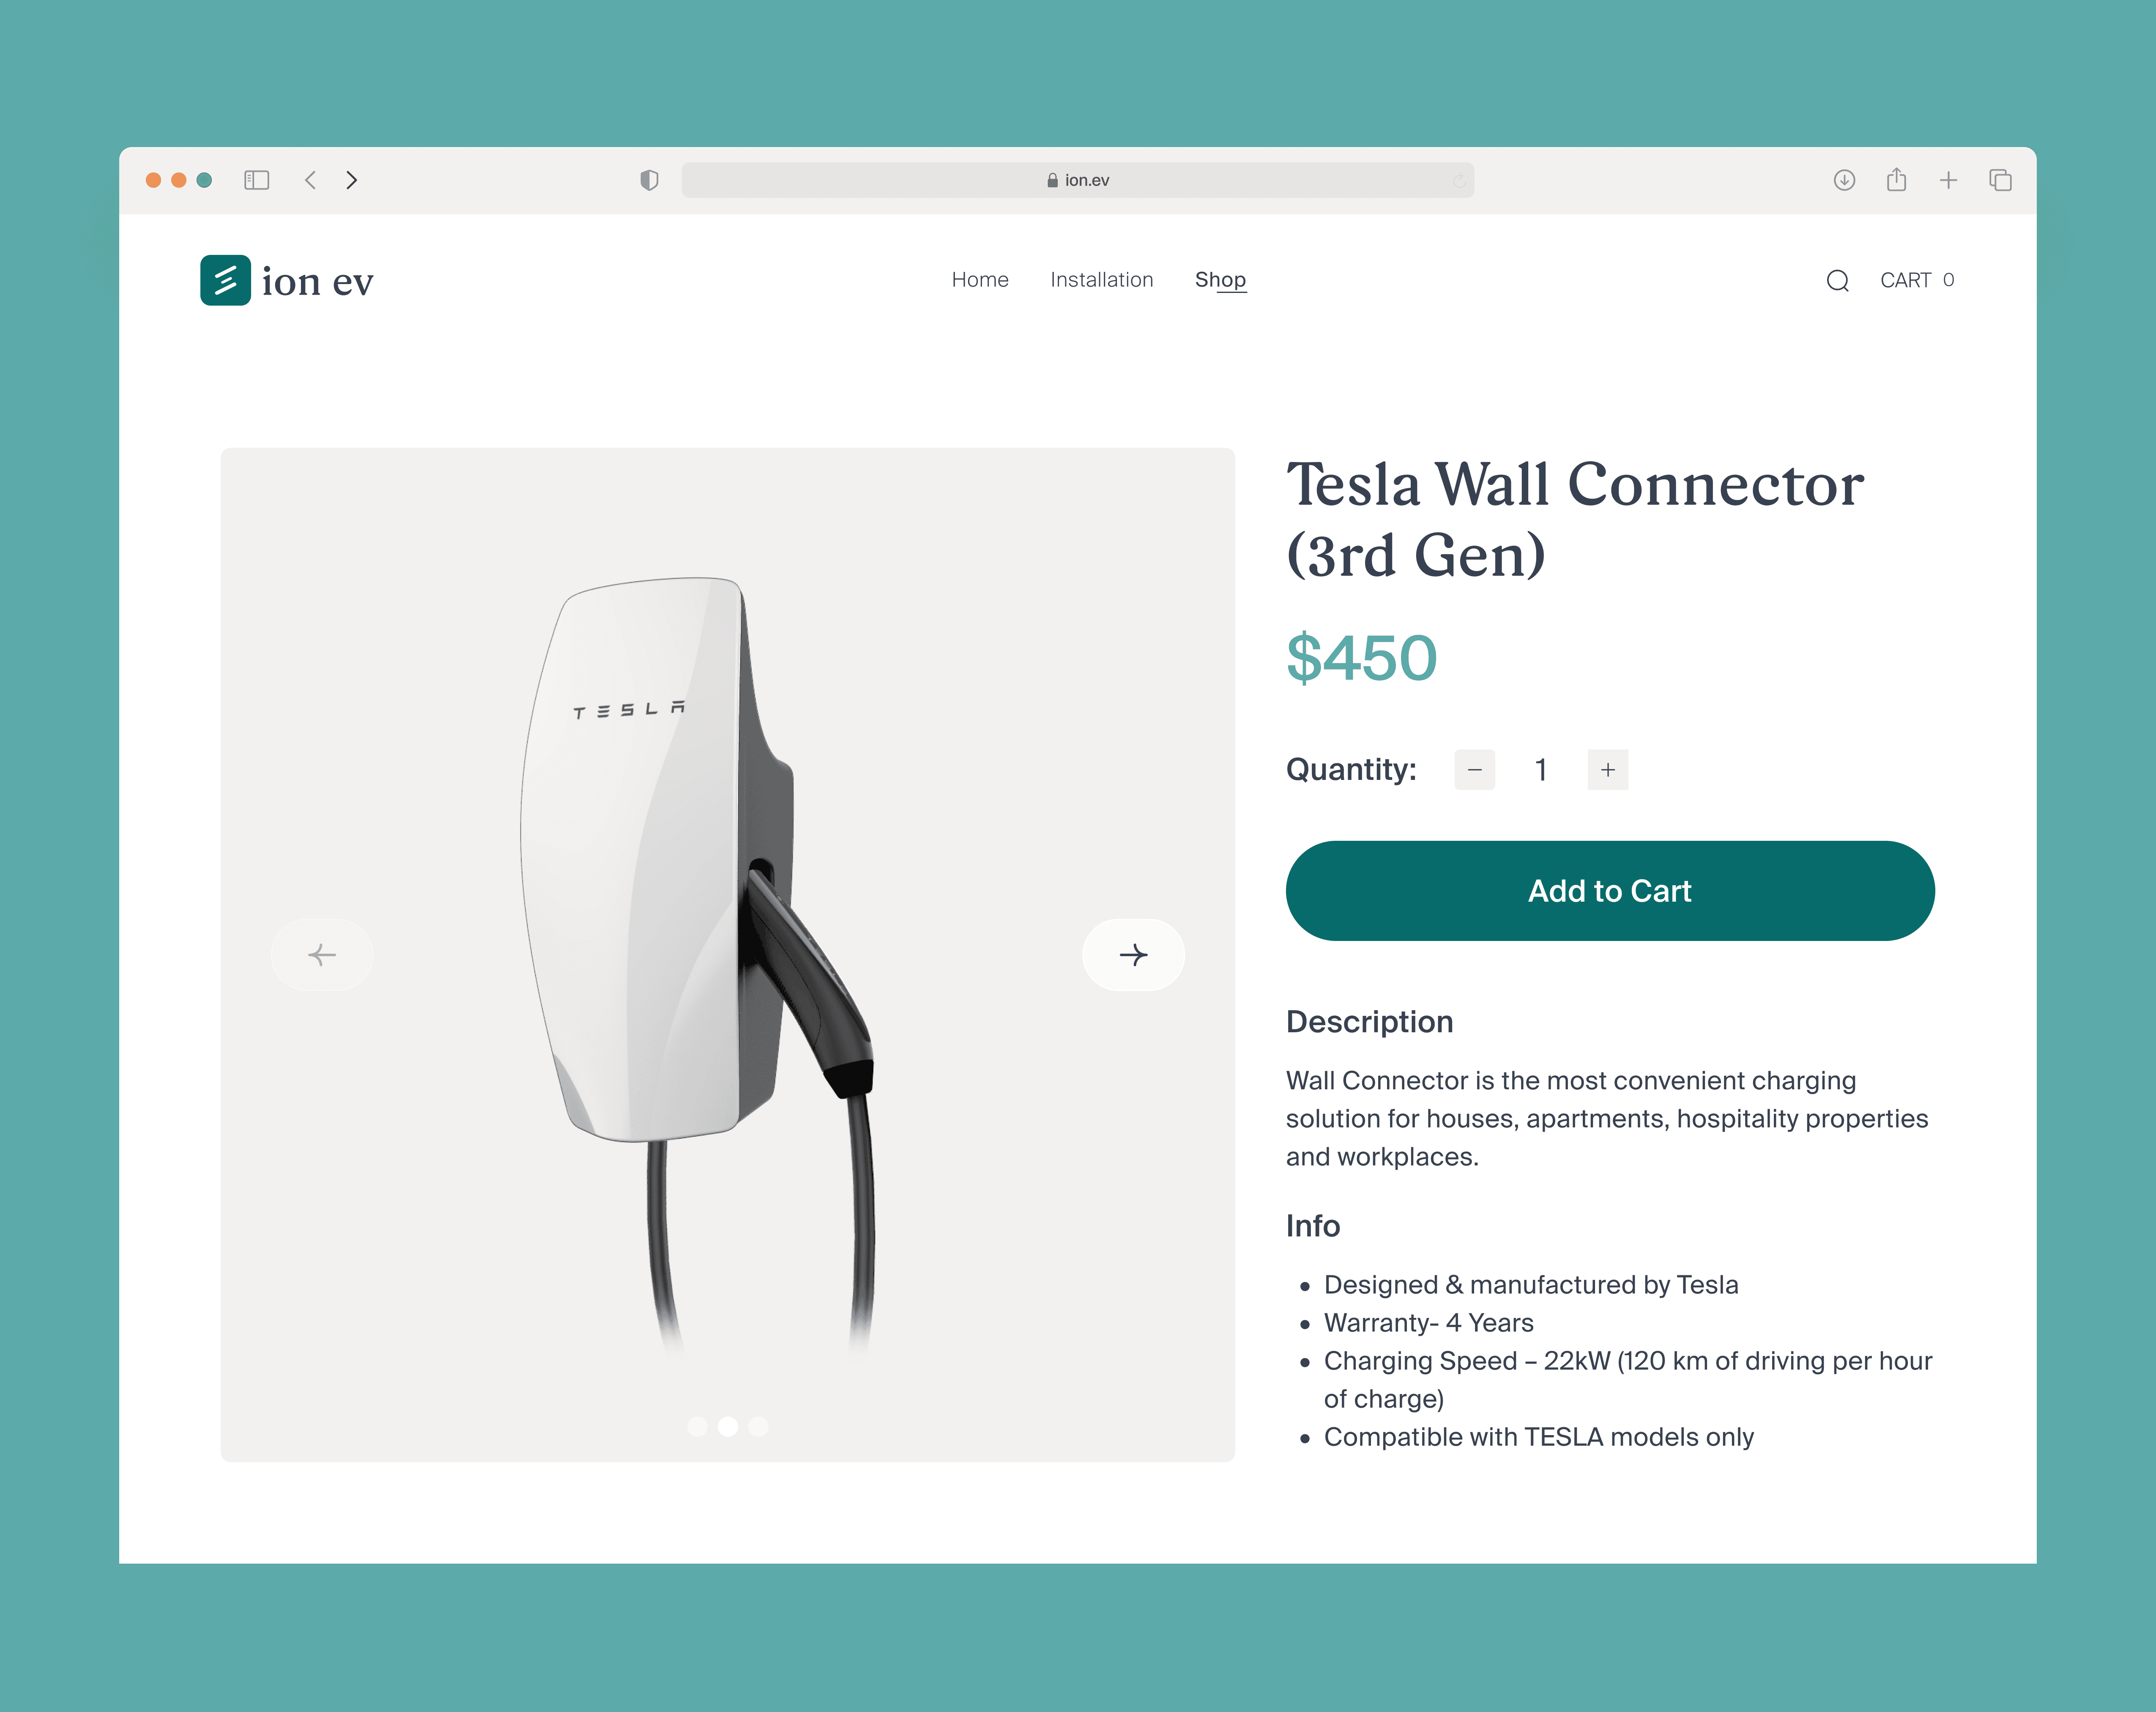 ion.ev
ion ev
Home Installation Shop
CART 0
TESLA
Tesla Wall Connector
(3rd Gen)
$450
Quantity: − 1 +
Add to Cart
Description
Wall Connector is the most convenient charging
solution for houses, apartments, hospitality properties
and workplaces.
Info
• Designed & manufactured by Tesla
• Warranty- 4 Years
• Charging Speed – 22kW (120 km of driving per hour
of charge)
• Compatible with TESLA models only